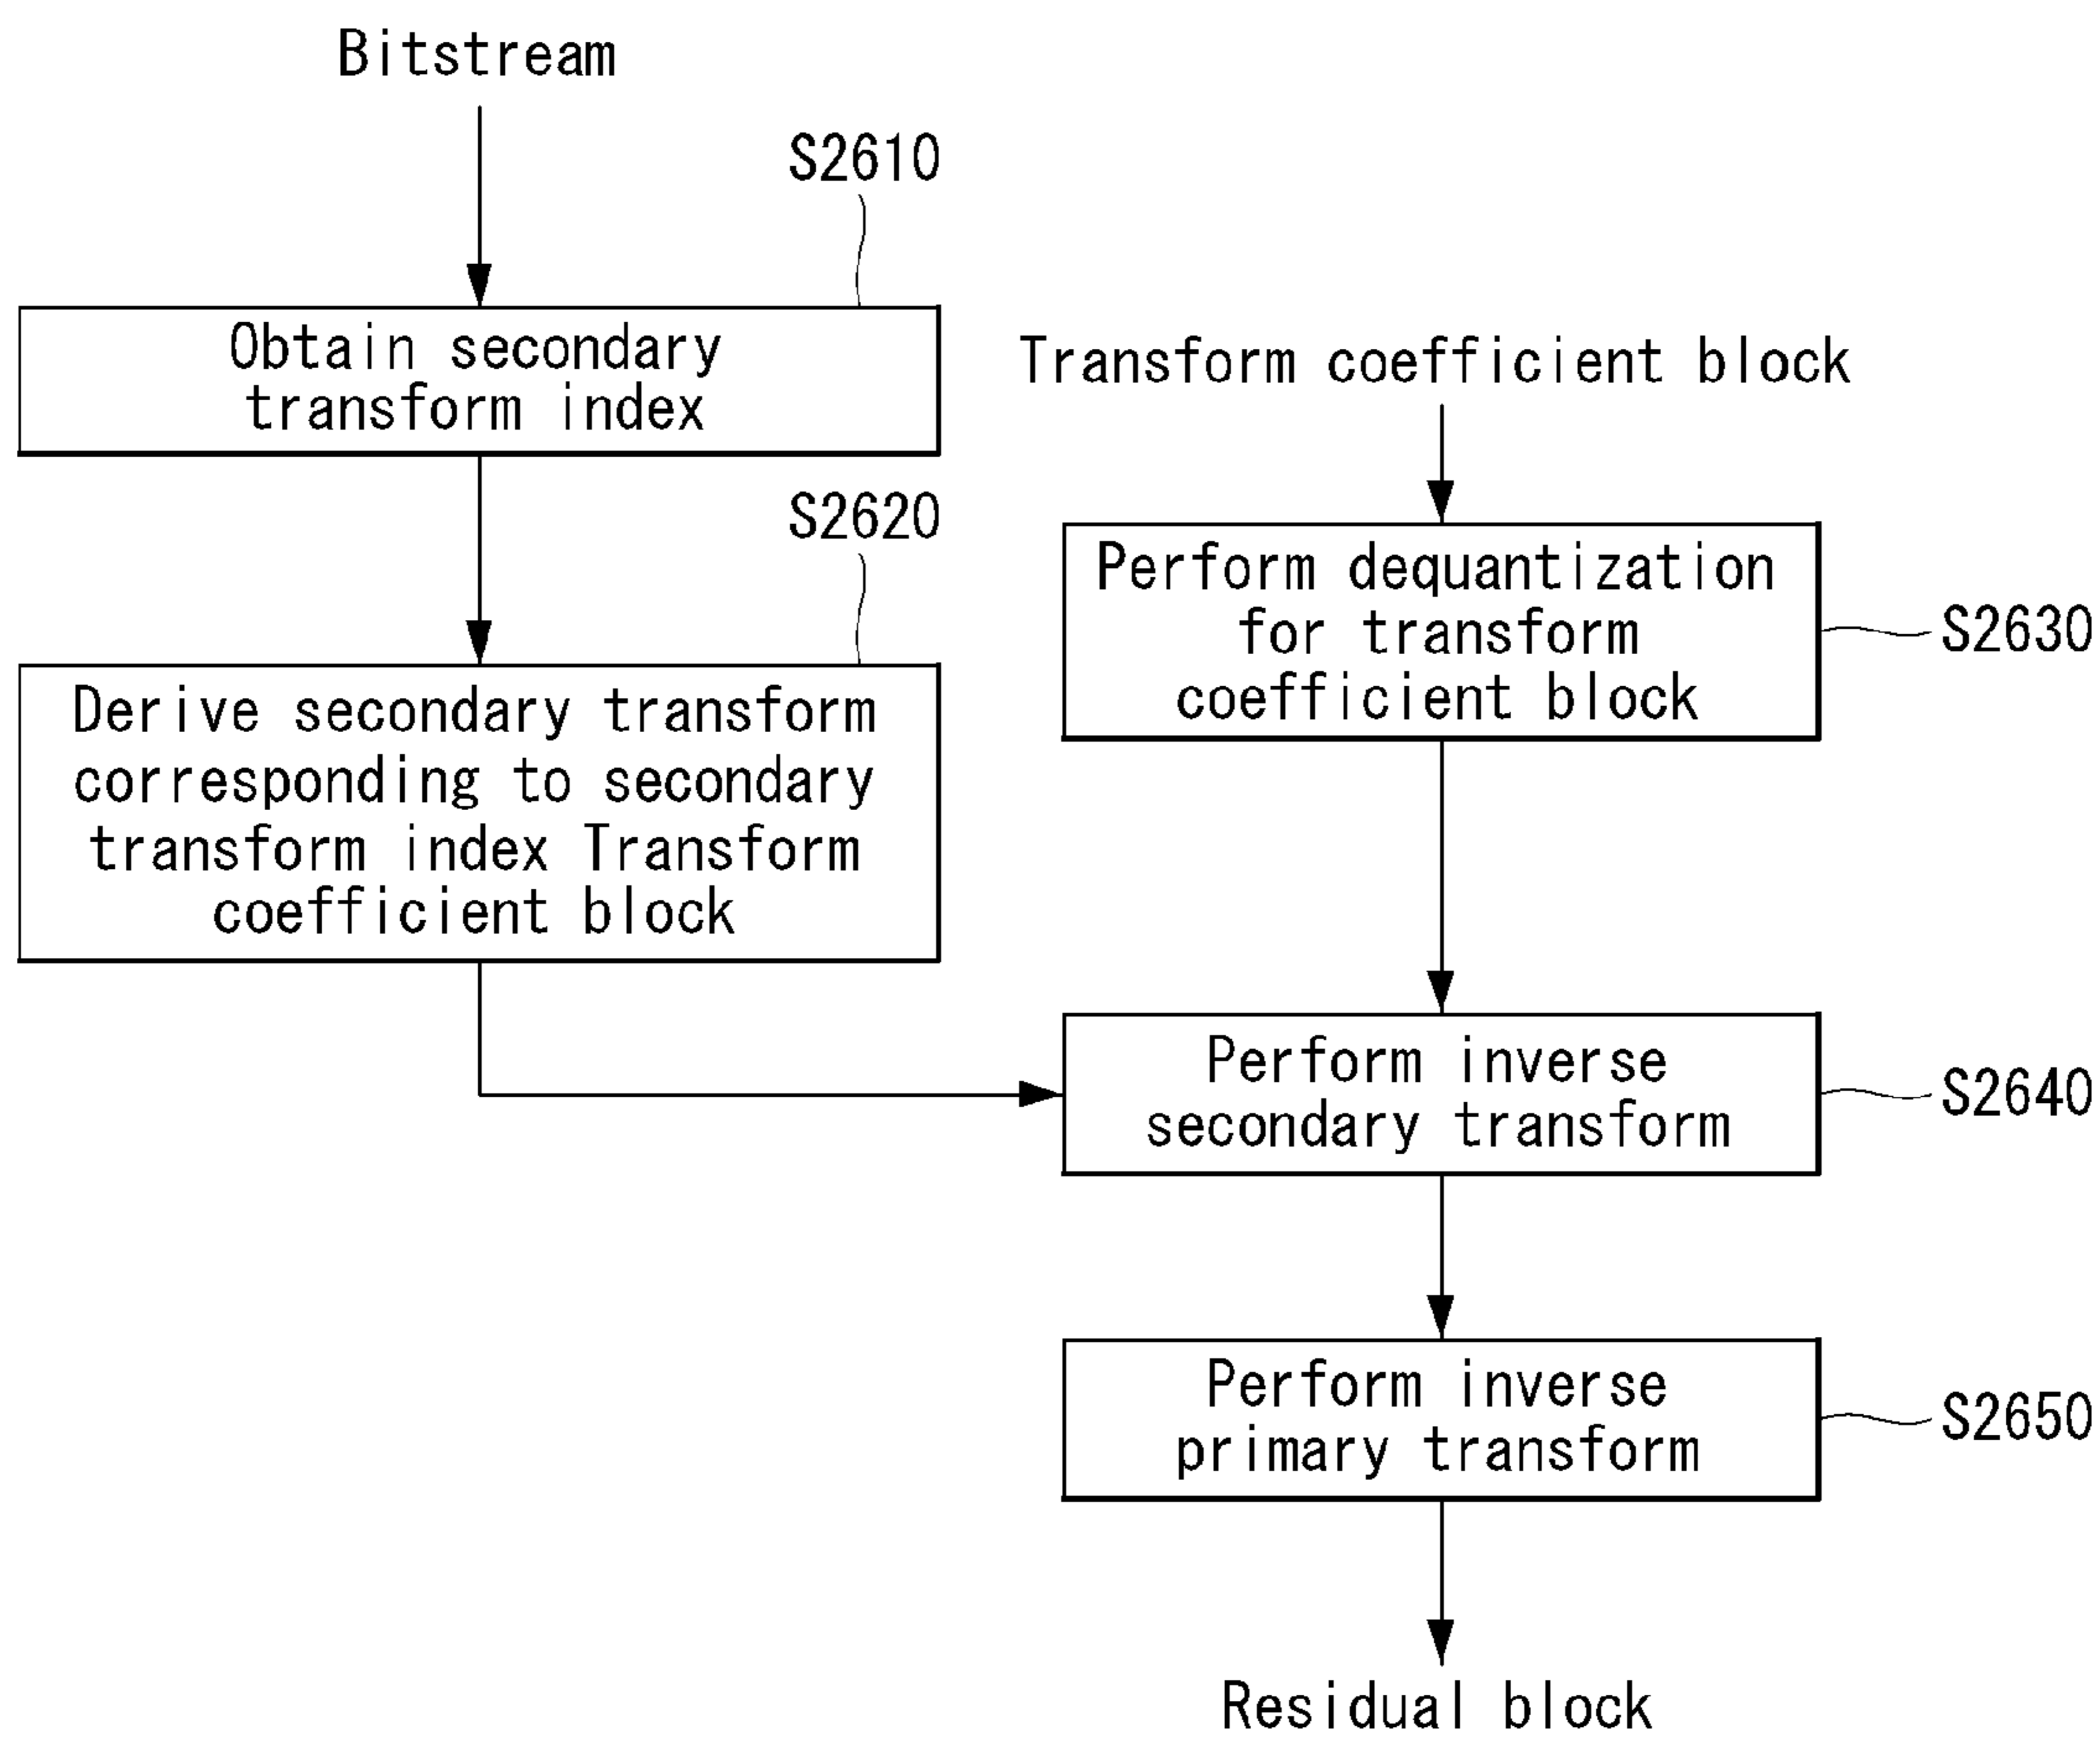 Bitstream
S2610
Obtain secondary
transform index
S2620
Derive secondary transform
corresponding to secondary
transform index Transform
coefficient block
Transform coefficient block
Perform dequantization
for transform
coefficient block
S2630
Perform inverse
secondary transform
S2640
Perform inverse
primary transform
S2650
Residual block